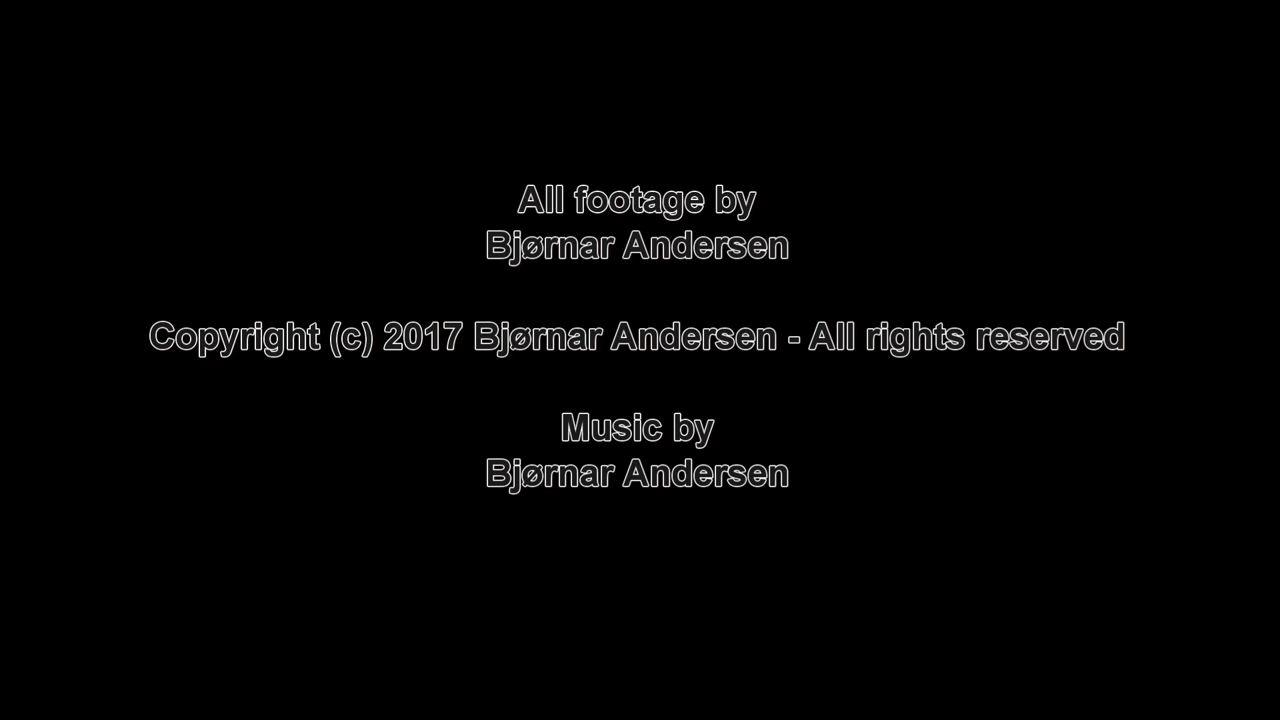 All footage by
Bjørnar Andersen
Copyright (c) 2017 Bjørnar Andersen - All rights reserved
Music by
Bjørnar Andersen